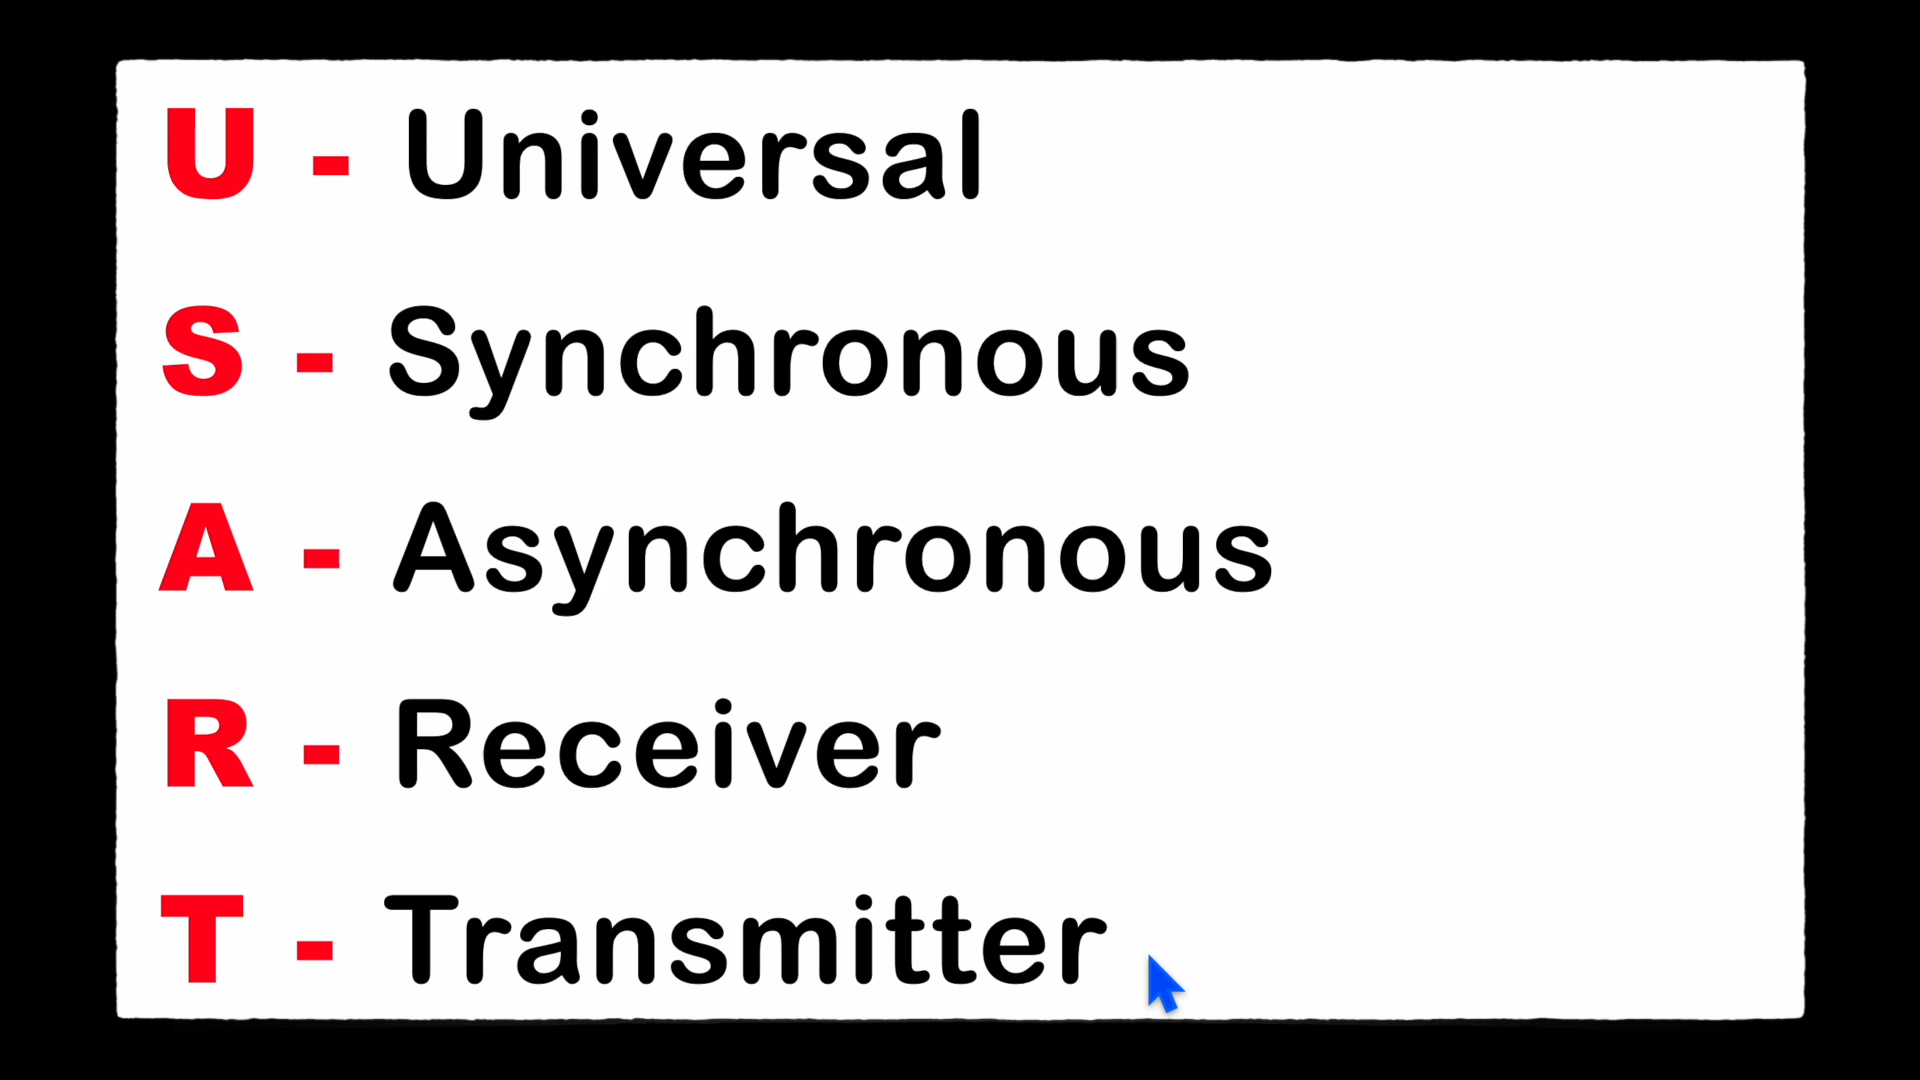 U - Universal
S - Synchronous
A - Asynchronous
R - Receiver
T - Transmitter